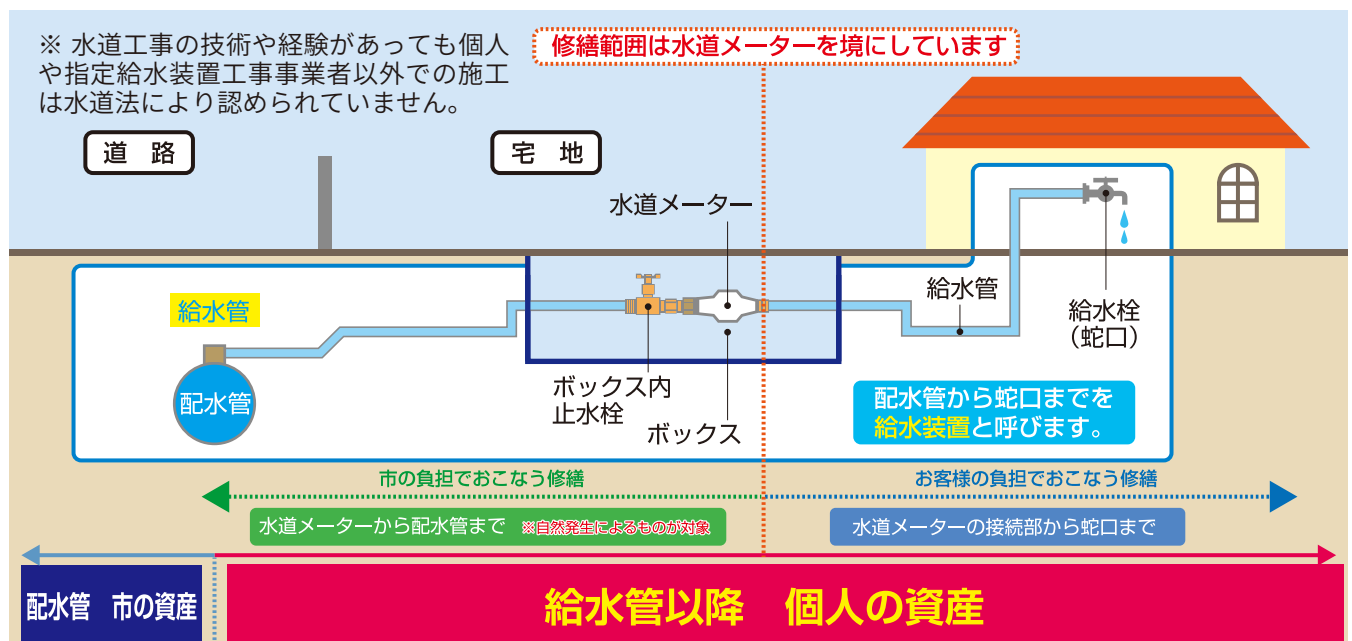 ※ 水道工事の技術や経験があっても個人
や指定給水装置工事事業者以外での施工
は水道法により認められていません。
修繕範囲は水道メーターを境にしています
道 路
宅 地
水道メーター
給水管
配水管
ボックス内
止水栓
ボックス
給水管
給水栓
（蛇口）
配水管から蛇口までを
給水装置と呼びます。
市の負担でおこなう修繕
お客様の負担でおこなう修繕
水道メーターから配水管まで ※自然発生によるものが対象
水道メーターの接続部から蛇口まで
配水管 市の資産
給水管以降 個人の資産